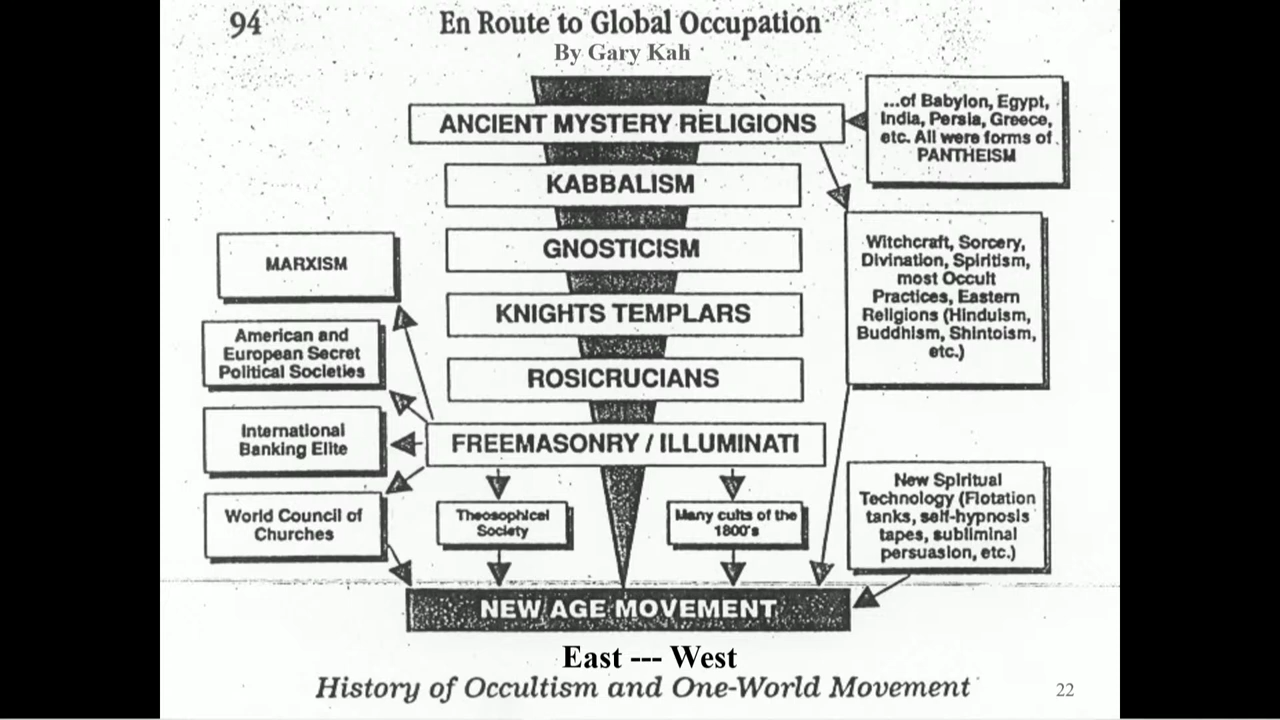 94
En Route to Global Occupation
By Gary Kah
ANCIENT MYSTERY RELIGIONS
...of Babylon, Egypt,
India, Persia, Greece,
etc. All were forms of
PANTHEISM
KABBALISM
GNOSTICISM
KNIGHTS TEMPLARS
ROSICRUCIANS
FREEMASONRY / ILLUMINATI
Witchcraft, Sorcery,
Divination, Spiritism,
most Occult
Practices, Eastern
Religions (Hinduism,
Buddhism, Shintoism,
etc.)
MARXISM
American and
European Secret
Political Societies
International
Banking Elite
World Council of
Churches
Theosophical
Society
Many cults of the
1800's
New Spiritual
Technology (Flotation
tanks, self-hypnosis
tapes, subliminal
persuasion, etc.)
NEW AGE MOVEMENT
East --- West
History of Occultism and One-World Movement
22